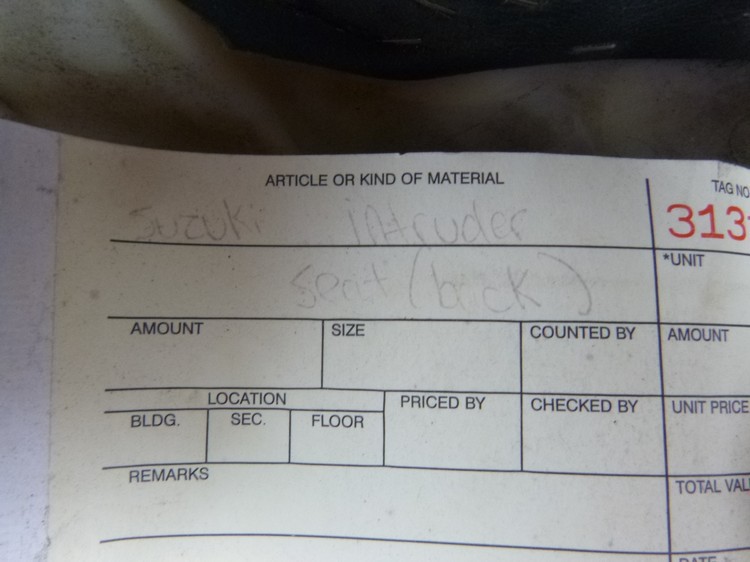 ARTICLE OR KIND OF MATERIAL
TAG NO
Suzuki intruder
313
seat (back)
*UNIT
AMOUNT SIZE COUNTED BY AMOUNT
LOCATION PRICED BY CHECKED BY UNIT PRICE
BLDG. SEC. FLOOR
REMARKS
TOTAL VAL
DATE